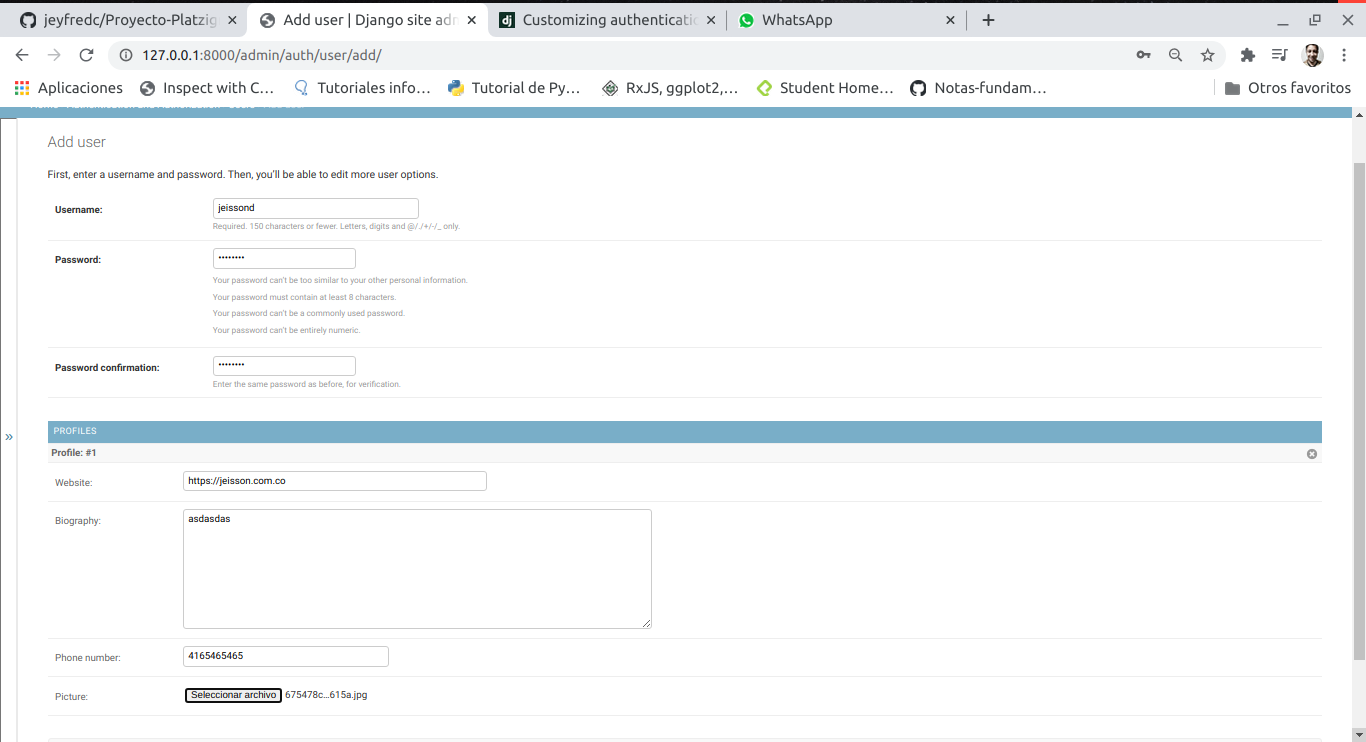 jeyfredc/Proyecto-Platzig
Add user | Django site adm
Customizing authenticatio
WhatsApp
127.0.0.1:8000/admin/auth/user/add/
Aplicaciones
Inspect with C...
Tutoriales info...
Tutorial de Py...
RxJS, ggplot2,...
Student Home...
Notas-fundam...
Otros favoritos
Add user
First, enter a username and password. Then, you'll be able to edit more user options.
Username:
jeissond
Required. 150 characters or fewer. Letters, digits and @/./+/-/_ only.
Password:
••••••••
Your password can't be too similar to your other personal information.
Your password must contain at least 8 characters.
Your password can't be a commonly used password.
Your password can't be entirely numeric.
Password confirmation:
••••••••
Enter the same password as before, for verification.
»
PROFILES
Profile: #1
Website:
https://jeisson.com.co
Biography:
asdasdas
Phone number:
4165465465
Picture:
Seleccionar archivo 675478c...615a.jpg